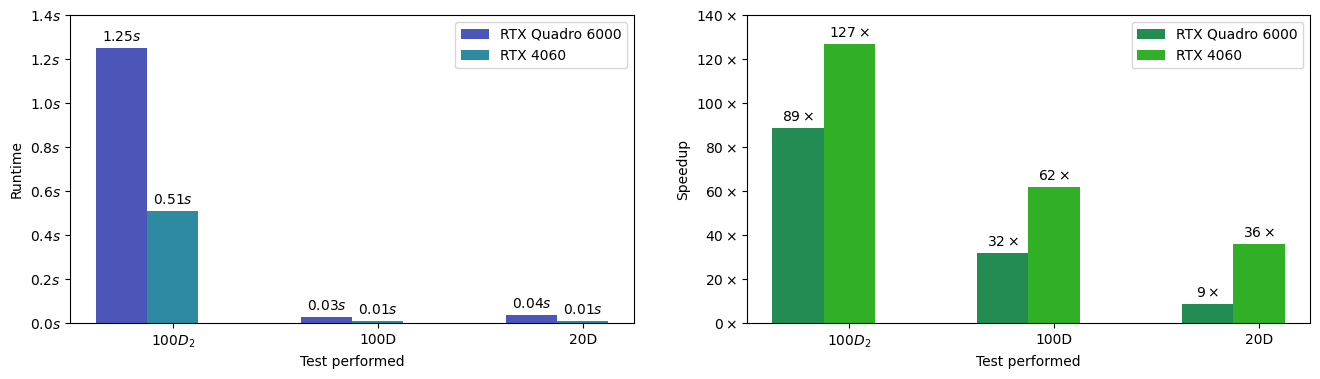 1.4s
1.2s
1.0s
0.8s
0.6s
0.4s
0.2s
0.0s
Runtime
1.25s
0.51s
0.03s
0.01s
0.04s
0.01s
RTX Quadro 6000
RTX 4060
100D₂
100D
20D
Test performed
140 ×
120 ×
100 ×
80 ×
60 ×
40 ×
20 ×
0 ×
Speedup
89 ×
127 ×
32 ×
62 ×
9 ×
36 ×
RTX Quadro 6000
RTX 4060
100D₂
100D
20D
Test performed